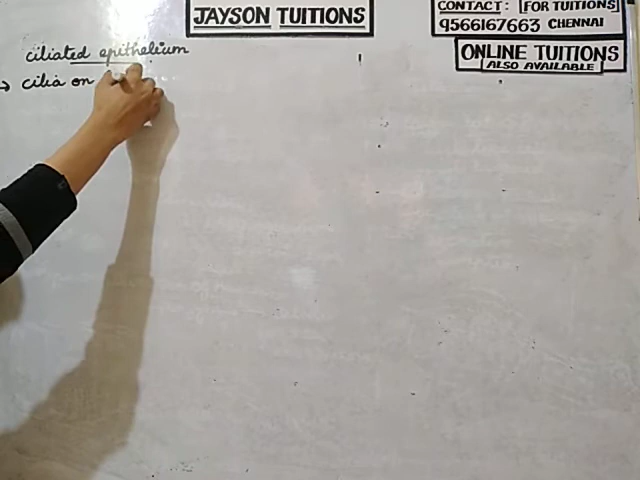 JAYSON TUITIONS
CONTACT: FOR TUITIONS
9566167663 CHENNAI
ONLINE TUITIONS
ALSO AVAILABLE
ciliated epithelium
→ cilia on